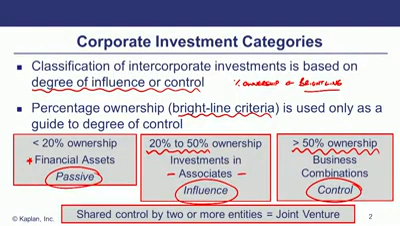 Corporate Investment Categories
Classification of intercorporate investments is based on
degree of influence or control
% OWNERSHIP
BRIGHTLINE
Percentage ownership (bright-line criteria) is used only as a
guide to degree of control
< 20% ownership
Financial Assets
Passive
20% to 50% ownership
Investments in
Associates
Influence
> 50% ownership
Business
Combinations
Control
Shared control by two or more entities = Joint Venture
© Kaplan, Inc.
2